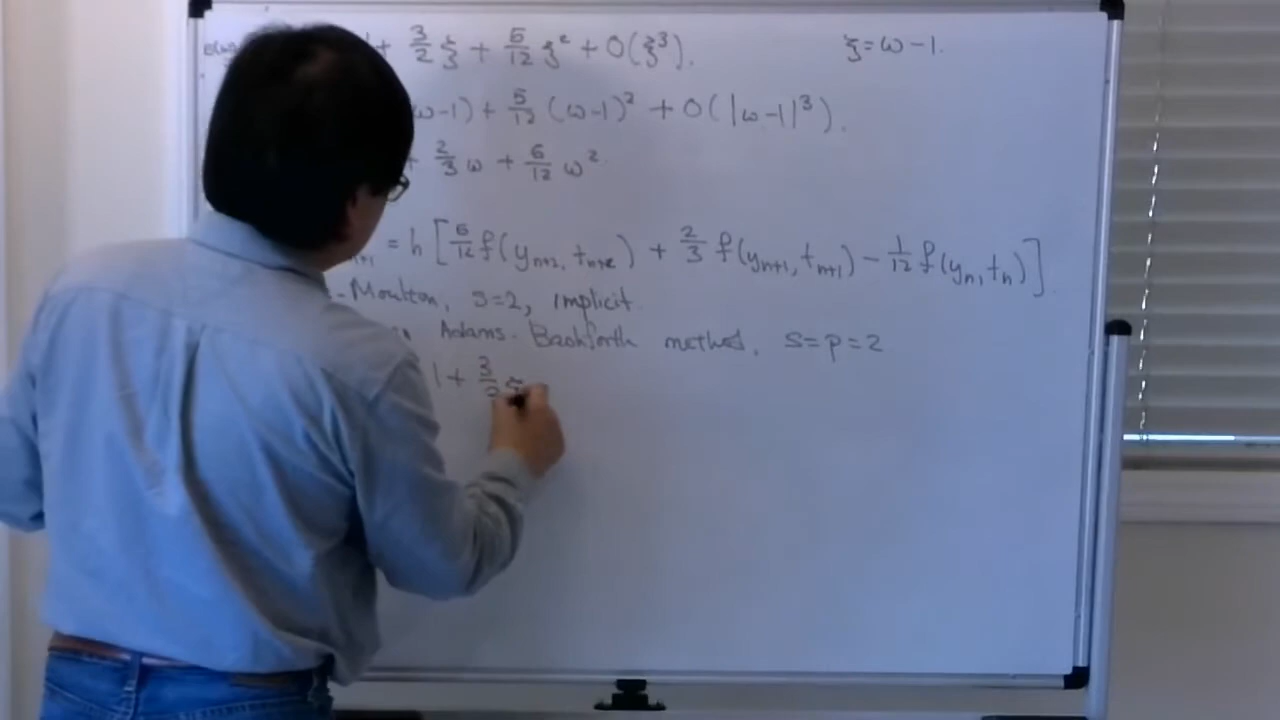 + 3/2 ξ + 5/12 ξ² + O(ξ³). ξ = ω - 1.
ω-1) + 5/12 (ω-1)² + O(|ω-1|³).
+ 2/3 ω + 5/12 ω²
n+1 = h [ 5/12 f(y_{n+2}, t_{n+2}) + 2/3 f(y_{n+1}, t_{n+1}) - 1/12 f(y_n, t_n) ]
-Moulton, s=2, implicit.
Adams-Bashforth method, s=p=2
1 + 3/2 ξ